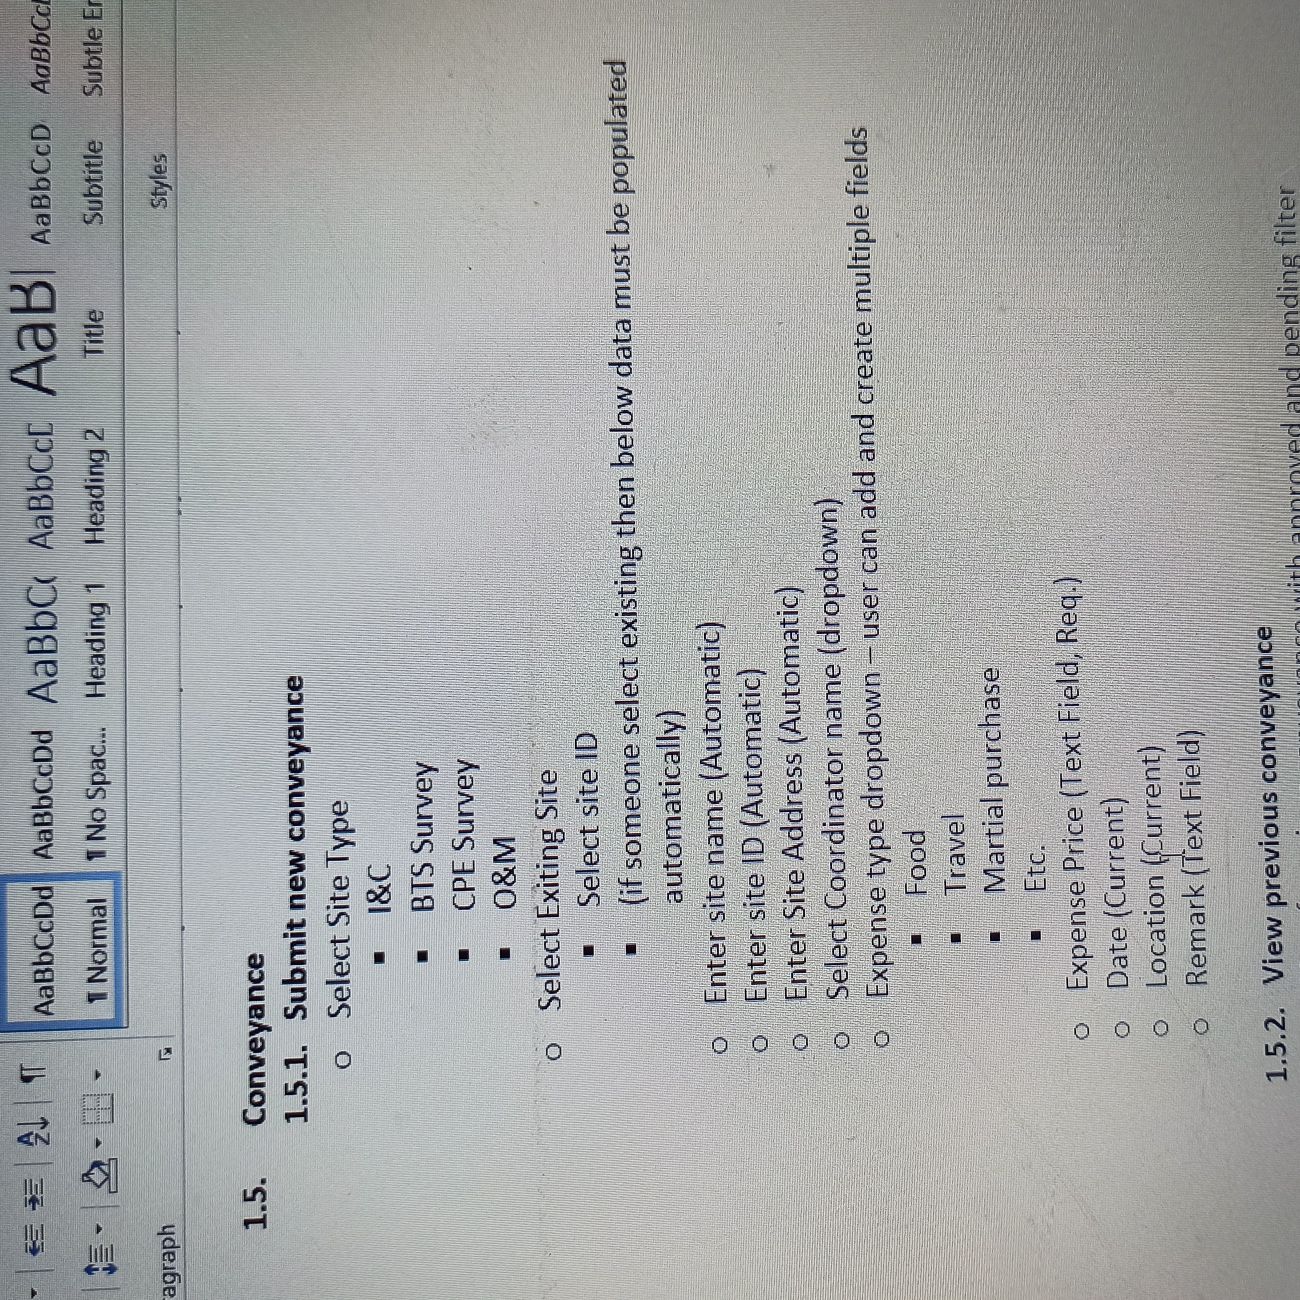 AaBbCcDd AaBbCcDd AaBbC( AaBbCcD AaB AaBbCcD AaBbCcD
¶ Normal ¶ No Spac... Heading 1 Heading 2 Title Subtitle Subtle Er
agraph Styles
1.5. Conveyance
1.5.1. Submit new conveyance
○ Select Site Type
▪ I&C
▪ BTS Survey
▪ CPE Survey
▪ O&M
○ Select Exiting Site
▪ Select site ID
▪ (if someone select existing then below data must be populated
automatically)
○ Enter site name (Automatic)
○ Enter site ID (Automatic)
○ Enter Site Address (Automatic)
○ Select Coordinator name (dropdown)
○ Expense type dropdown – user can add and create multiple fields
▪ Food
▪ Travel
▪ Martial purchase
▪ Etc.
○ Expense Price (Text Field, Req.)
○ Date (Current)
○ Location (Current)
○ Remark (Text Field)
1.5.2. View previous conveyance
with approved and pending filter